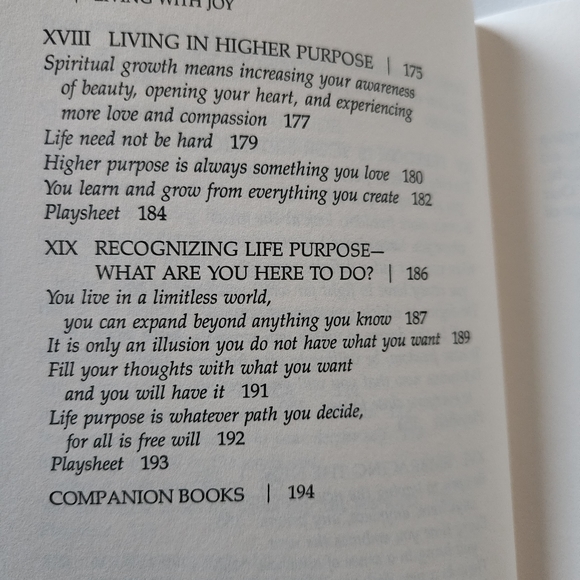 LIVING WITH JOY
XVIII LIVING IN HIGHER PURPOSE | 175
Spiritual growth means increasing your awareness
of beauty, opening your heart, and experiencing
more love and compassion 177
Life need not be hard 179
Higher purpose is always something you love 180
You learn and grow from everything you create 182
Playsheet 184
XIX RECOGNIZING LIFE PURPOSE—
WHAT ARE YOU HERE TO DO? | 186
You live in a limitless world,
you can expand beyond anything you know 187
It is only an illusion you do not have what you want 189
Fill your thoughts with what you want
and you will have it 191
Life purpose is whatever path you decide,
for all is free will 192
Playsheet 193
COMPANION BOOKS | 194